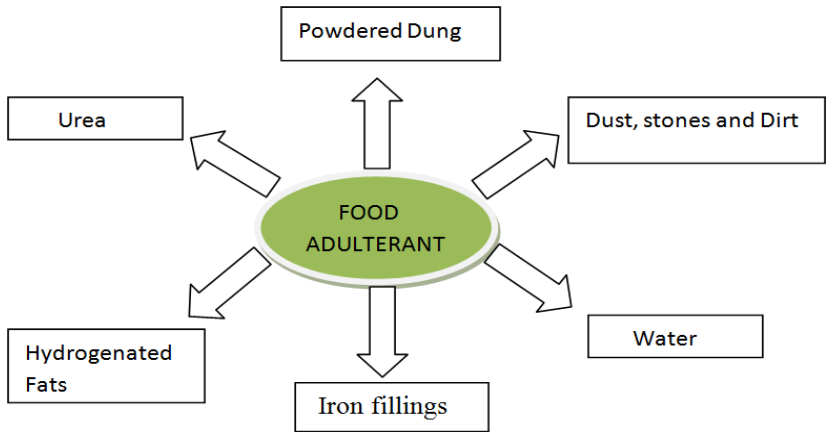 Powdered Dung
Urea
Dust, stones and Dirt
FOOD
ADULTERANT
Hydrogenated
Fats
Water
Iron fillings